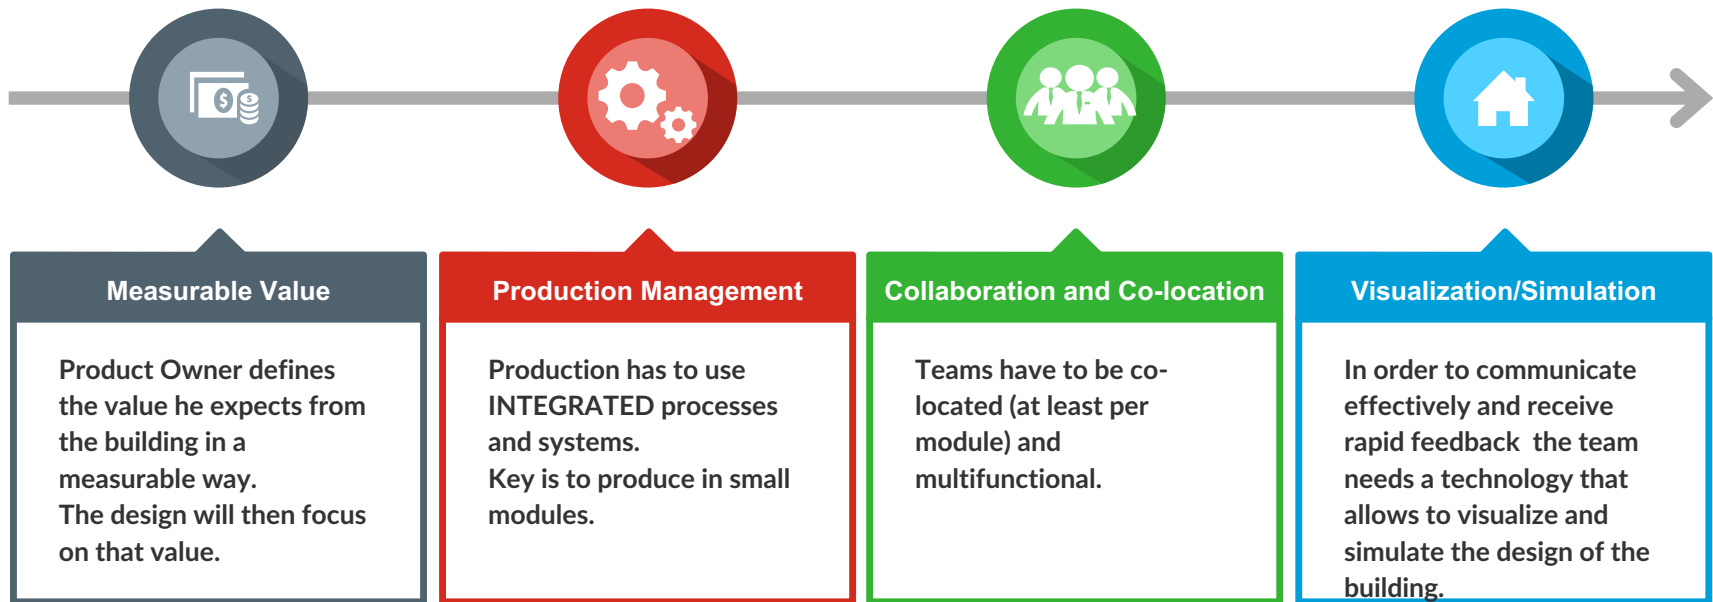 Measurable Value
Product Owner defines
the value he expects from
the building in a
measurable way.
The design will then focus
on that value.
Production Management
Production has to use
INTEGRATED processes
and systems.
Key is to produce in small
modules.
Collaboration and Co-location
Teams have to be co-
located (at least per
module) and
multifunctional.
Visualization/Simulation
In order to communicate
effectively and receive
rapid feedback  the team
needs a technology that
allows to visualize and
simulate the design of the
building.